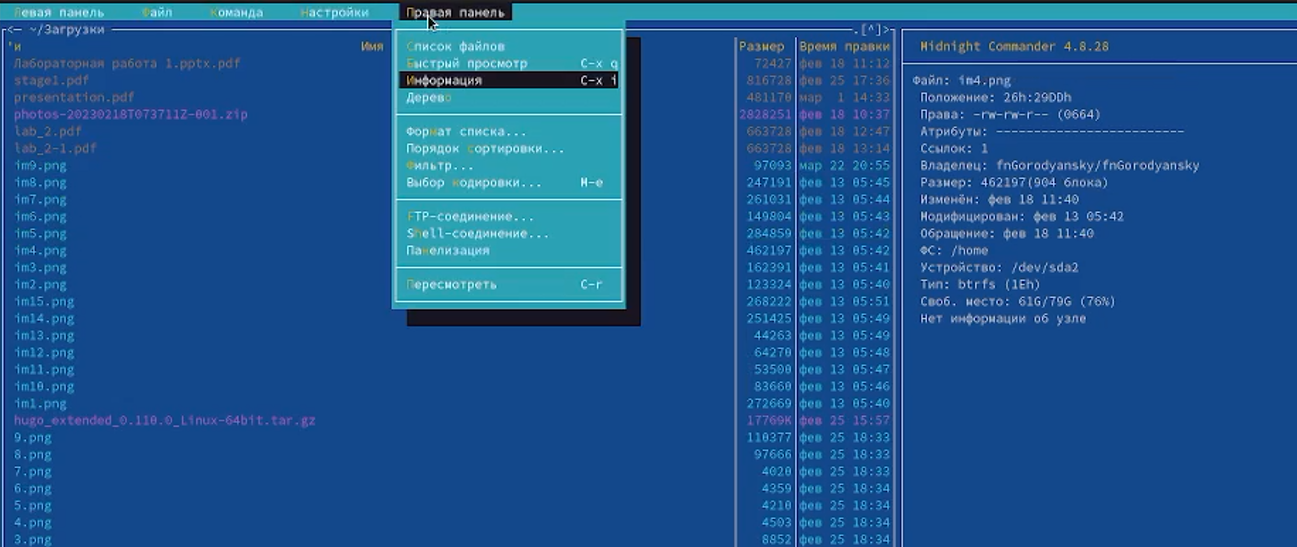 Левая панель Файл Команда Настройки Правая панель
<— ~/Загрузки .[^]>
'и Имя Размер Время правки
Лабораторная работа 1.pptx.pdf 72427 фев 18 11:12
stage1.pdf 816728 фев 25 17:36
presentation.pdf 481170 мар 1 14:33
photos-20230218T073711Z-001.zip 2828251 фев 18 10:37
lab_2.pdf 663728 фев 18 12:47
lab_2-1.pdf 663728 фев 18 13:14
im9.png 97093 мар 22 20:55
im8.png 247191 фев 13 05:45
im7.png 261031 фев 13 05:44
im6.png 149804 фев 13 05:43
im5.png 284859 фев 13 05:42
im4.png 462197 фев 13 05:42
im3.png 162391 фев 13 05:41
im2.png 123324 фев 13 05:40
im15.png 268222 фев 13 05:51
im14.png 251425 фев 13 05:49
im13.png 44263 фев 13 05:49
im12.png 64270 фев 13 05:48
im11.png 53500 фев 13 05:47
im10.png 83660 фев 13 05:46
im1.png 272669 фев 13 05:40
hugo_extended_0.110.0_Linux-64bit.tar.gz 17769K фев 25 15:57
9.png 110377 фев 25 18:33
8.png 97666 фев 25 18:33
7.png 4020 фев 25 18:33
6.png 4359 фев 25 18:34
5.png 4210 фев 25 18:34
4.png 4503 фев 25 18:34
3.png 8852 фев 25 18:34
Список файлов
Быстрый просмотр C-x q
Информация C-x i
Дерево
Формат списка...
Порядок сортировки...
Фильтр...
Выбор кодировки... M-e
FTP-соединение...
Shell-соединение...
Панелизация
Пересмотреть C-r
Midnight Commander 4.8.28
Файл: im4.png
Положение: 26h:29DDh
Права: -rw-rw-r-- (0664)
Атрибуты: -------------------------
Ссылок: 1
Владелец: fnGorodyansky/fnGorodyansky
Размер: 462197(904 блока)
Изменён: фев 18 11:40
Модифицирован: фев 13 05:42
Обращение: фев 18 11:40
ФС: /home
Устройство: /dev/sda2
Тип: btrfs (1Eh)
Своб. место: 61G/79G (76%)
Нет информации об узле